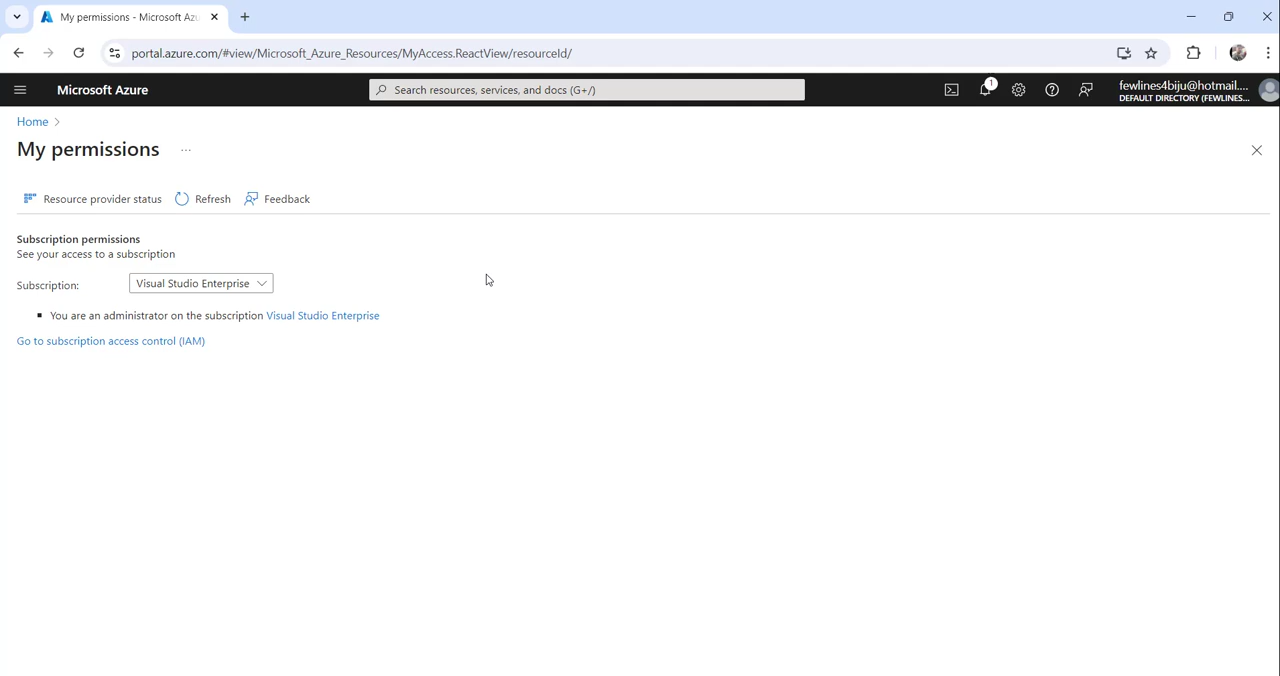 My permissions - Microsoft Azu
portal.azure.com/#view/Microsoft_Azure_Resources/MyAccess.ReactView/resourceId/
Microsoft Azure
Search resources, services, and docs (G+/)
1
fewlines4biju@hotmail....
DEFAULT DIRECTORY (FEWLINES...
Home
My permissions
...
Resource provider status
Refresh
Feedback
Subscription permissions
See your access to a subscription
Subscription:
Visual Studio Enterprise
You are an administrator on the subscription Visual Studio Enterprise
Go to subscription access control (IAM)